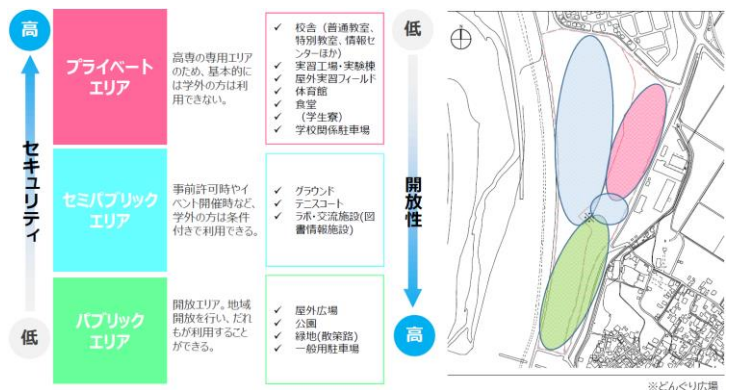 高
セキュリティ
低
プライベート
エリア
高専の専用エリア
のため、基本的に
は学外の方は利
用できない。
✓ 校舎（普通教室、
特別教室、情報セ
ンターほか）
✓ 実習工場・実験棟
✓ 屋外実習フィールド
✓ 体育館
✓ 食堂
✓ （学生寮）
✓ 学校関係駐車場
セミパブリック
エリア
事前許可時やイ
ベント開催時など、
学外の方は条件
付きで利用できる。
✓ グラウンド
✓ テニスコート
✓ ラボ・交流施設(図
書情報施設)
パブリック
エリア
開放エリア。地域
開放を行い、だれ
もが利用すること
ができる。
✓ 屋外広場
✓ 公園
✓ 緑地(散策路)
✓ 一般用駐車場
低
開放性
高
※
※どんぐり広場